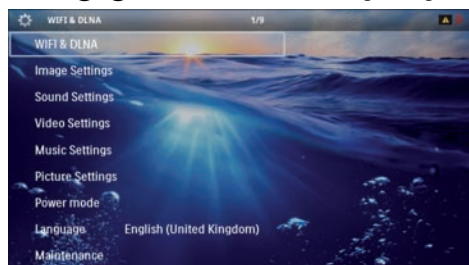 WIFI & DLNA 1/9
WIFI & DLNA
Image Settings
Sound Settings
Video Settings
Music Settings
Picture Settings
Power mode
Language English (United Kingdom)
Maintenance